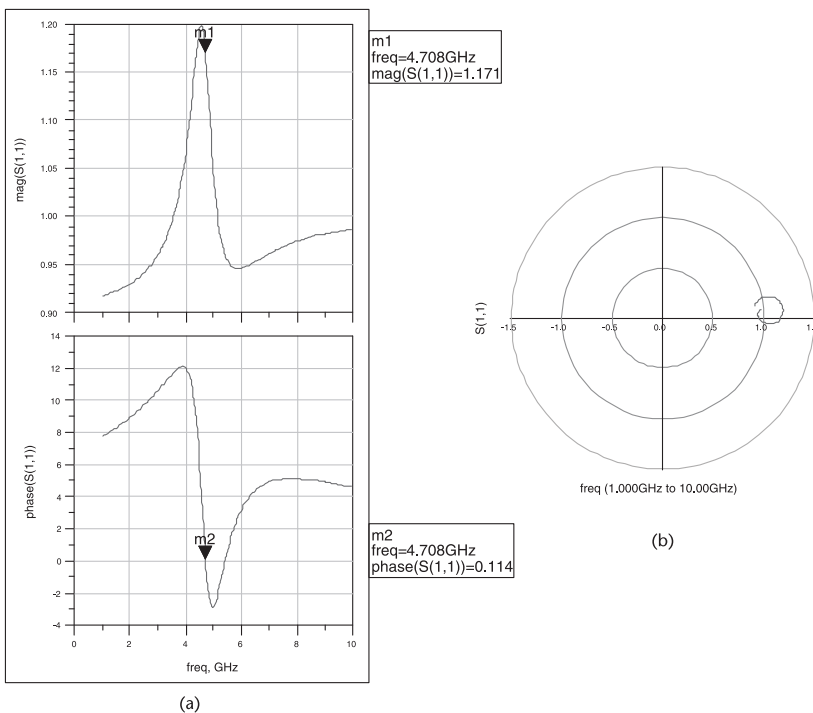 1.20
1.15
1.10
1.05
1.00
0.95
0.90
mag(S(1,1))
m1
m1
freq=4.708GHz
mag(S(1,1))=1.171
14
12
10
8
6
4
2
0
-2
-4
phase(S(1,1))
m2
0 2 4 6 8 10
freq, GHz
m2
freq=4.708GHz
phase(S(1,1))=0.114
(a)
S(1,1)
-1.5 -1.0 -0.5 0.0 0.5 1.0
freq (1.000GHz to 10.00GHz)
(b)